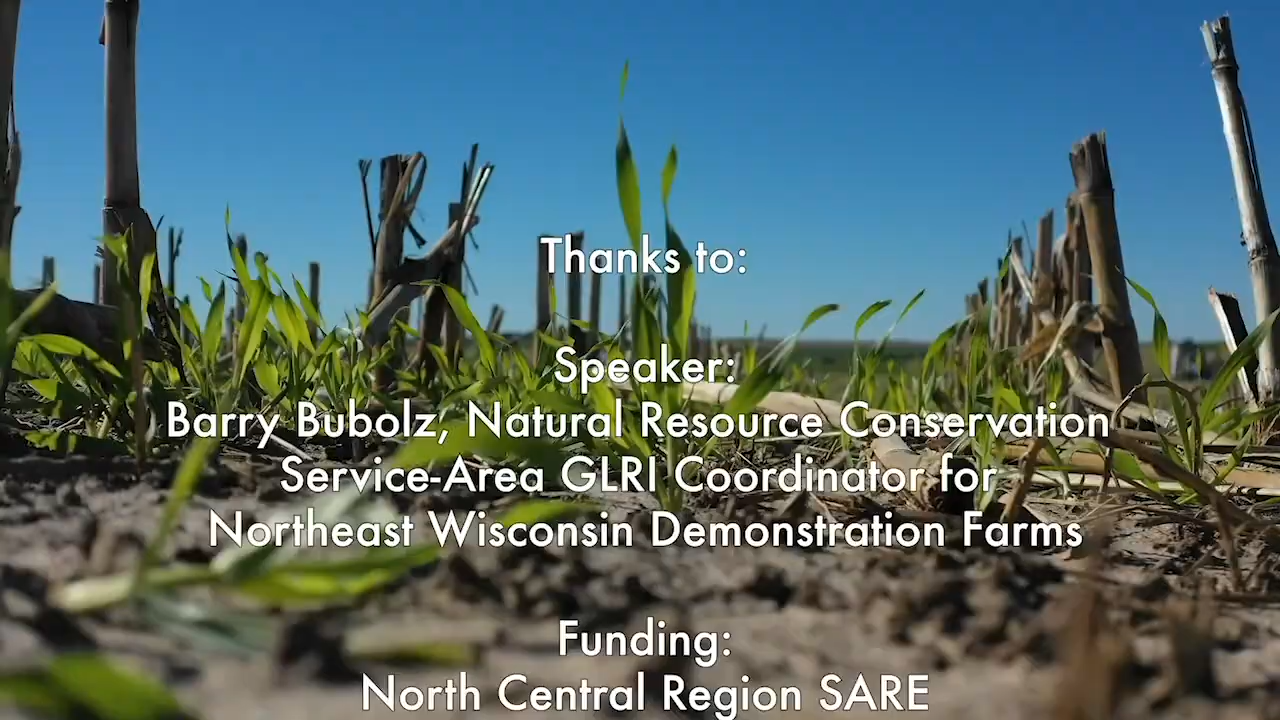 Thanks to:
Speaker:
Barry Bubolz, Natural Resource Conservation
Service-Area GLRI Coordinator for
Northeast Wisconsin Demonstration Farms
Funding:
North Central Region SARE